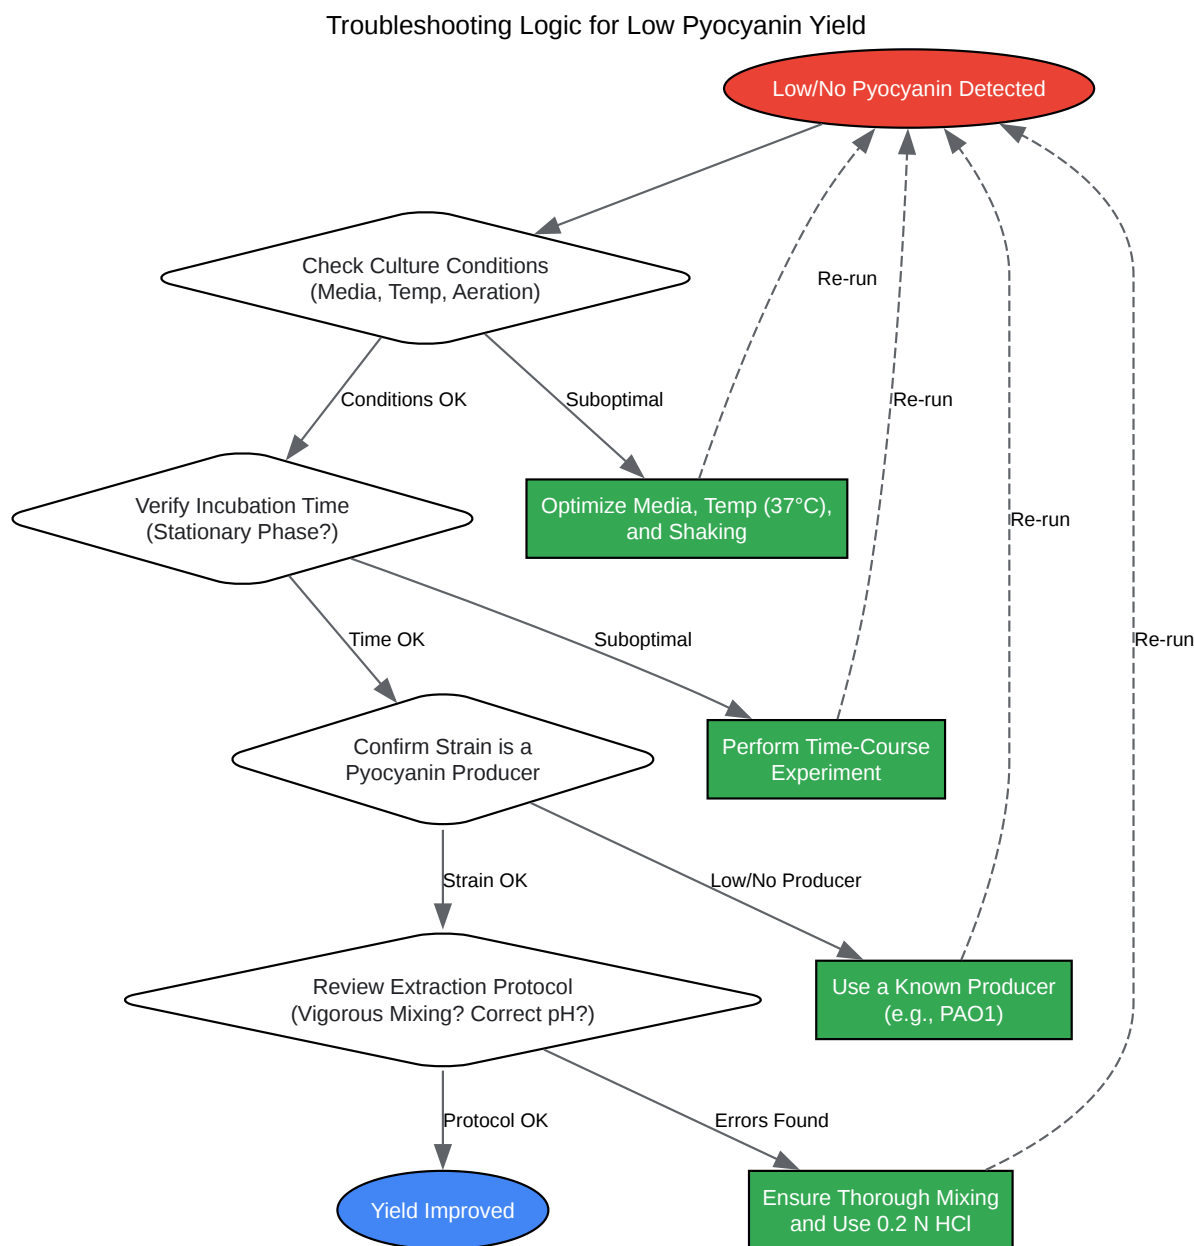 Troubleshooting Logic for Low Pyocyanin Yield
Low/No Pyocyanin Detected
Check Culture Conditions
(Media, Temp, Aeration)
Re-run
Conditions OK
Suboptimal
Re-run
Verify Incubation Time
(Stationary Phase?)
Optimize Media, Temp (37°C),
and Shaking
Re-run
Time OK
Suboptimal
Re-run
Confirm Strain is a
Pyocyanin Producer
Perform Time-Course
Experiment
Strain OK
Low/No Producer
Review Extraction Protocol
(Vigorous Mixing? Correct pH?)
Use a Known Producer
(e.g., PAO1)
Protocol OK
Errors Found
Yield Improved
Ensure Thorough Mixing
and Use 0.2 N HCl